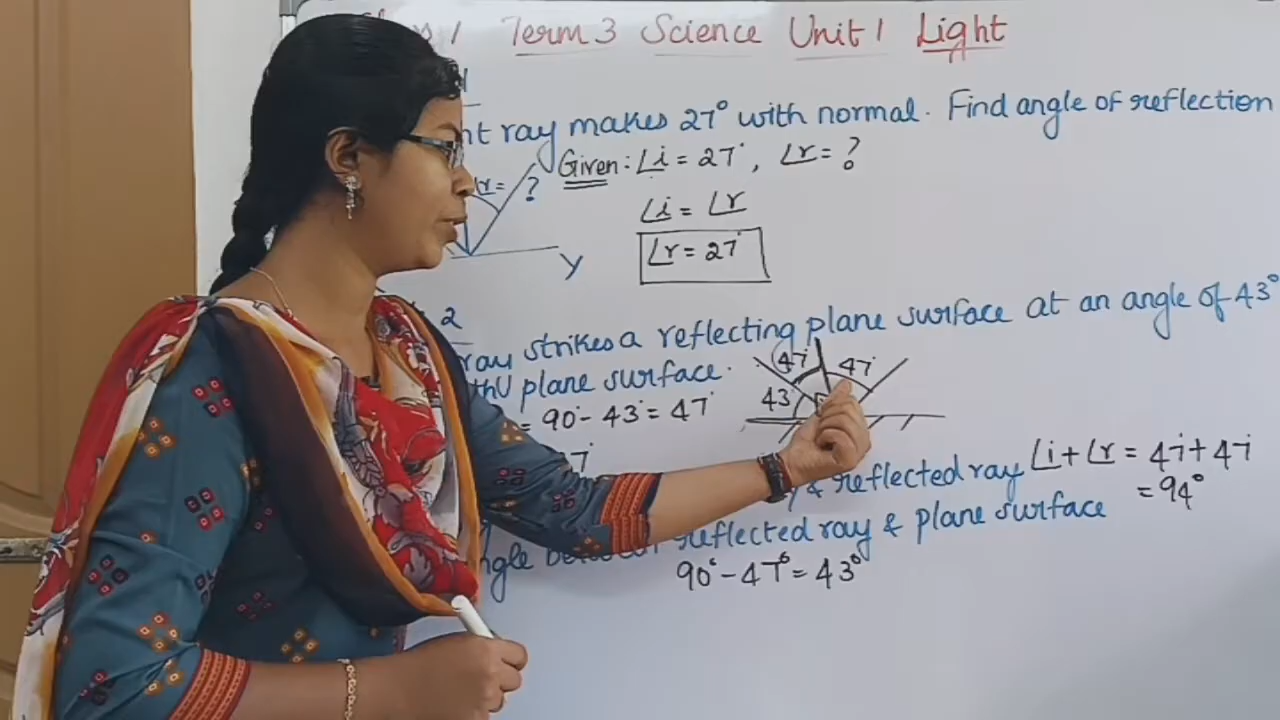 1 Term 3 Science Unit 1 Light
ray makes 27° with normal. Find angle of reflection
Given: ∠i = 27°, ∠r = ?
∠r = ?
∠i = ∠r
∠r = 27°
Y
2
ray strikes a reflecting plane surface at an angle of 43°
plane surface.
47° 47°
43°
= 90° - 43° = 47°
& reflected ray ∠i + ∠r = 47° + 47°
= 94°
reflected ray & plane surface
90° - 47° = 43°